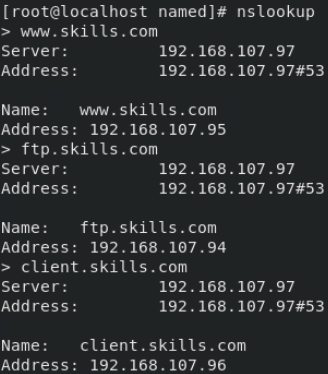 [root@localhost named]# nslookup
> www.skills.com
Server:         192.168.107.97
Address:        192.168.107.97#53

Name:   www.skills.com
Address: 192.168.107.95
> ftp.skills.com
Server:         192.168.107.97
Address:        192.168.107.97#53

Name:   ftp.skills.com
Address: 192.168.107.94
> client.skills.com
Server:         192.168.107.97
Address:        192.168.107.97#53

Name:   client.skills.com
Address: 192.168.107.96